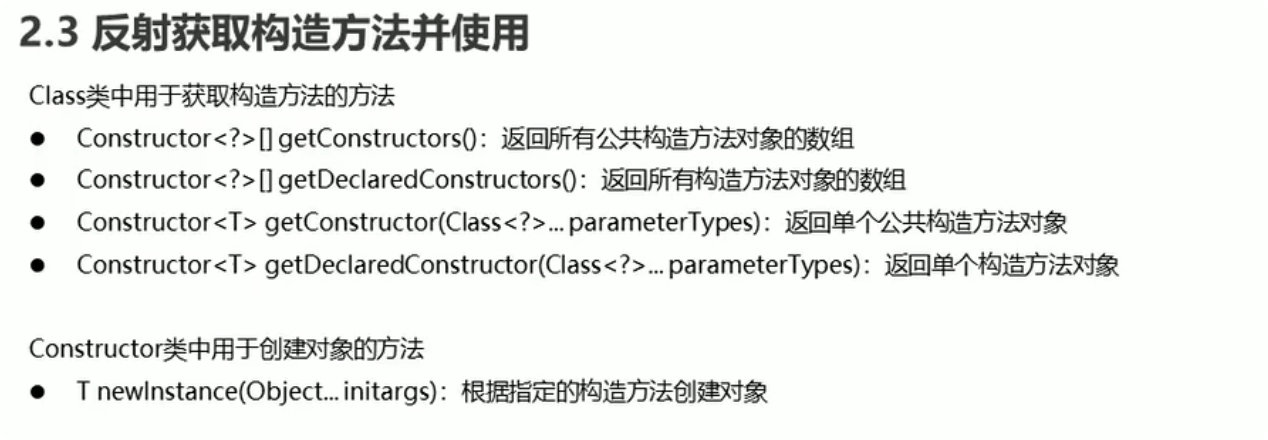 2.3 反射获取构造方法并使用
Class类中用于获取构造方法的方法
● Constructor<?>[] getConstructors()：返回所有公共构造方法对象的数组
● Constructor<?>[] getDeclaredConstructors()：返回所有构造方法对象的数组
● Constructor<T> getConstructor(Class<?>... parameterTypes)：返回单个公共构造方法对象
● Constructor<T> getDeclaredConstructor(Class<?>... parameterTypes)：返回单个构造方法对象
Constructor类中用于创建对象的方法
● T newInstance(Object... initargs)：根据指定的构造方法创建对象